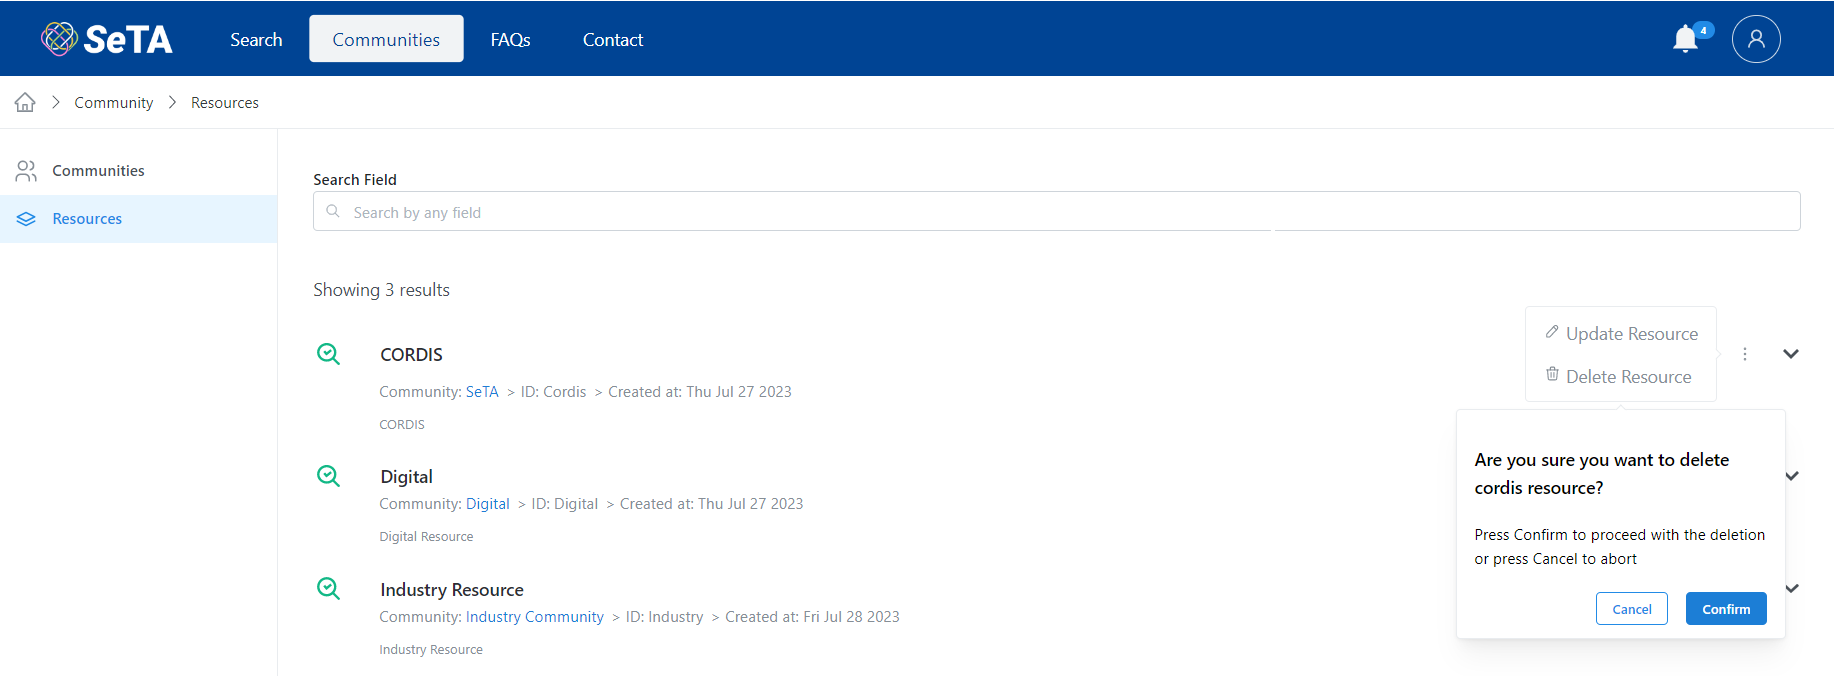 SeTA
Search
Communities
FAQs
Contact
4
Community
Resources
Communities
Resources
Search Field
Search by any field
Showing 3 results
CORDIS
Community: SeTA > ID: Cordis > Created at: Thu Jul 27 2023
CORDIS
Update Resource
Delete Resource
Digital
Community: Digital > ID: Digital > Created at: Thu Jul 27 2023
Digital Resource
Industry Resource
Community: Industry Community > ID: Industry > Created at: Fri Jul 28 2023
Industry Resource
Are you sure you want to delete
cordis resource?
Press Confirm to proceed with the deletion
or press Cancel to abort
Cancel
Confirm